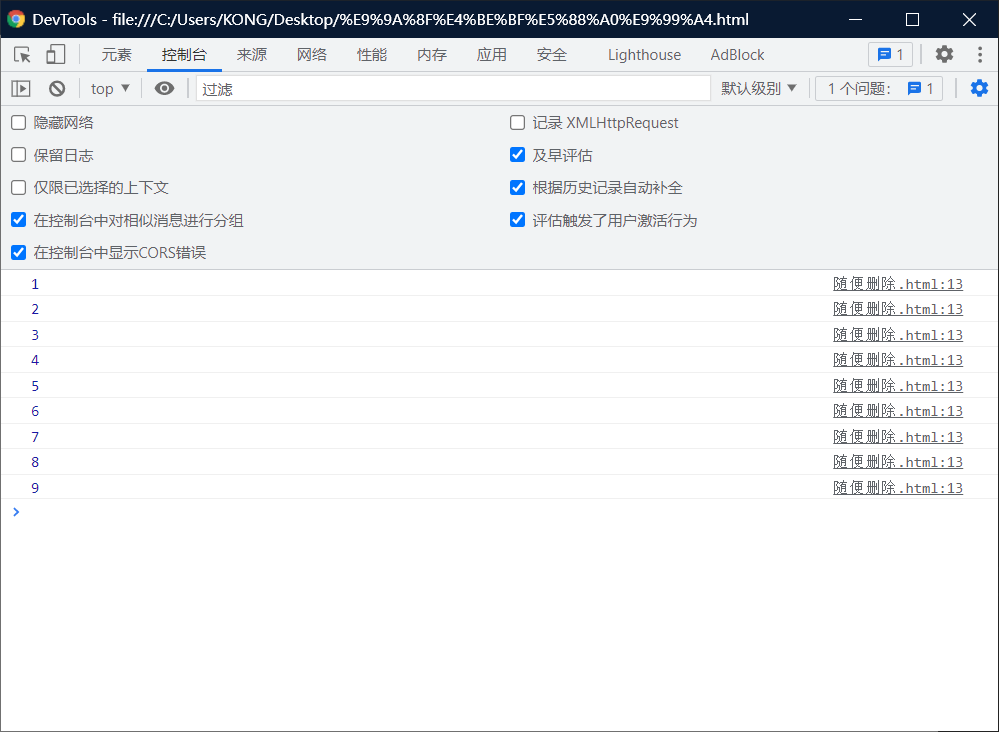 DevTools - file:///C:/Users/KONG/Desktop/%E9%9A%8F%E4%BE%BF%E5%88%A0%E9%99%A4.html
元素 控制台 来源 网络 性能 内存 应用 安全 Lighthouse AdBlock 1
top 过滤 默认级别 1 个问题: 1
隐藏网络 记录 XMLHttpRequest
保留日志 及早评估
仅限已选择的上下文 根据历史记录自动补全
在控制台中对相似消息进行分组 评估触发了用户激活行为
在控制台中显示CORS错误
1 随便删除.html:13
2 随便删除.html:13
3 随便删除.html:13
4 随便删除.html:13
5 随便删除.html:13
6 随便删除.html:13
7 随便删除.html:13
8 随便删除.html:13
9 随便删除.html:13